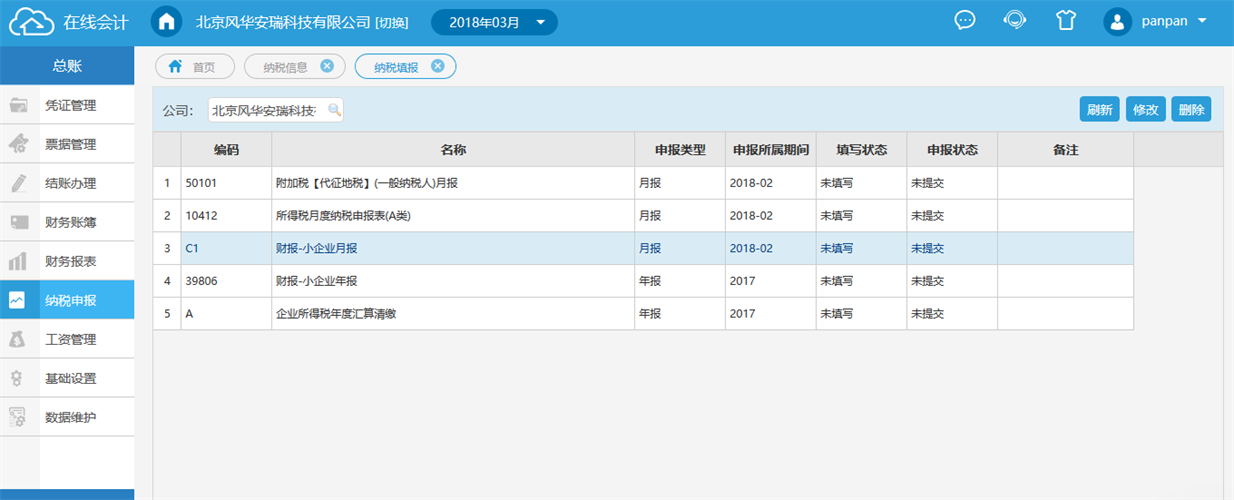 在线会计
北京风华安瑞科技有限公司 [切换]
2018年03月
panpan
总账
首页
纳税信息
纳税填报
凭证管理
票据管理
结账办理
财务账簿
财务报表
纳税申报
工资管理
基础设置
数据维护
公司: 北京风华安瑞科技 刷新 修改 删除
编码 名称 申报类型 申报所属期间 填写状态 申报状态 备注
1 50101 附加税【代征地税】(一般纳税人)月报 月报 2018-02 未填写 未提交
2 10412 所得税月度纳税申报表(A类) 月报 2018-02 未填写 未提交
3 C1 财报-小企业月报 月报 2018-02 未填写 未提交
4 39806 财报-小企业年报 年报 2017 未填写 未提交
5 A 企业所得税年度汇算清缴 年报 2017 未填写 未提交